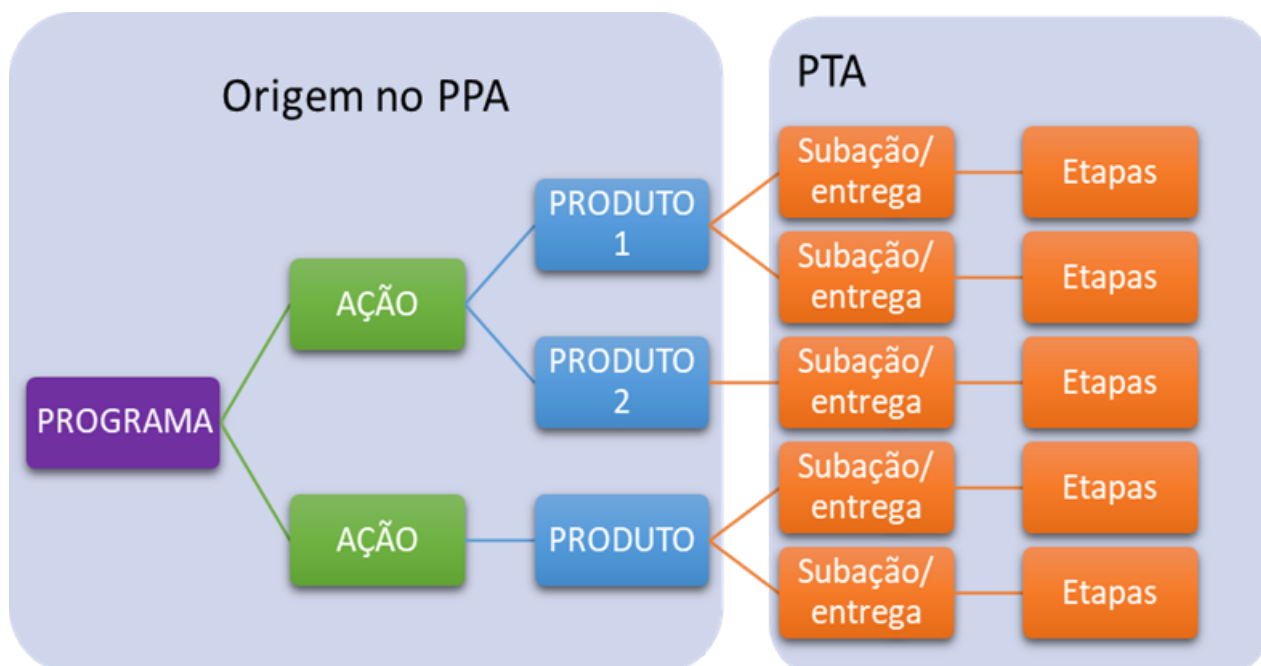 Origem no PPA
PROGRAMA
AÇÃO
AÇÃO
PRODUTO
1
PRODUTO
2
PRODUTO
PTA
Subação/
entrega
Etapas
Subação/
entrega
Etapas
Subação/
entrega
Etapas
Subação/
entrega
Etapas
Subação/
entrega
Etapas